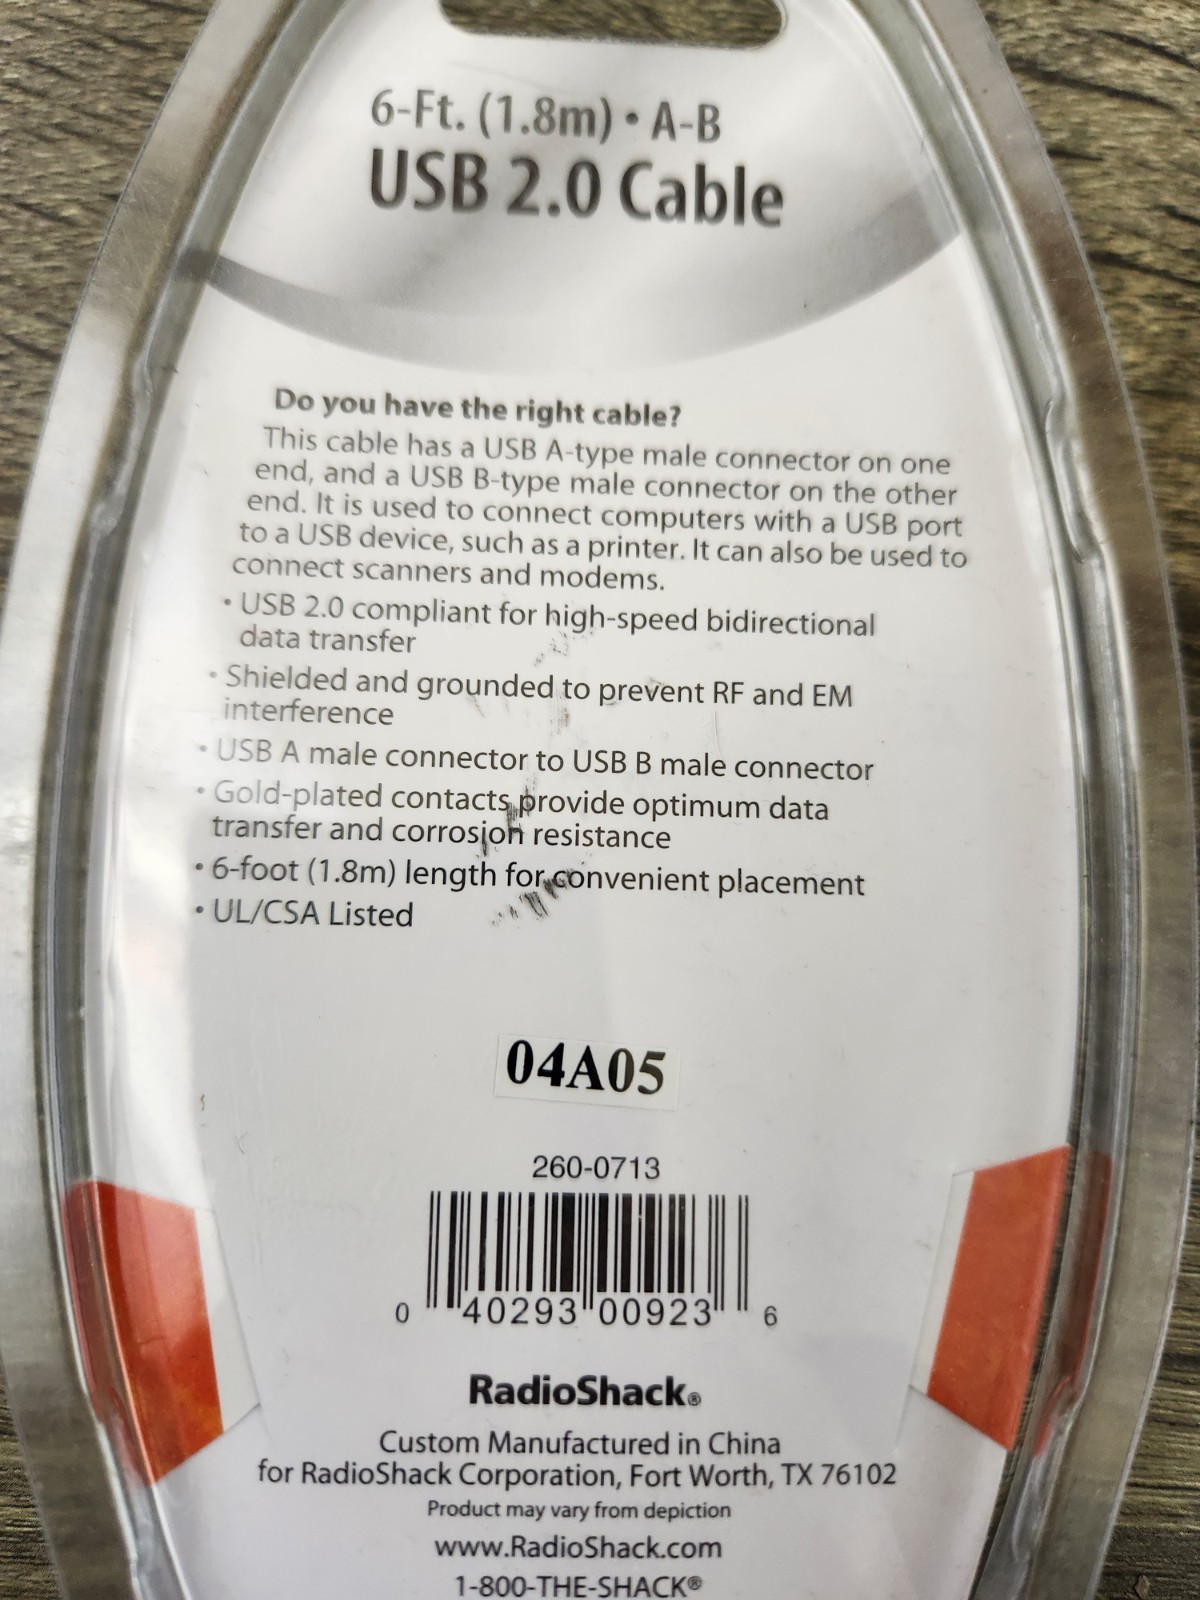 6-Ft. (1.8m) • A-B
USB 2.0 Cable
Do you have the right cable?
This cable has a USB A-type male connector on one
end, and a USB B-type male connector on the other
end. It is used to connect computers with a USB port
to a USB device, such as a printer. It can also be used to
connect scanners and modems.
• USB 2.0 compliant for high-speed bidirectional
data transfer
• Shielded and grounded to prevent RF and EM
interference
• USB A male connector to USB B male connector
• Gold-plated contacts provide optimum data
transfer and corrosion resistance
• 6-foot (1.8m) length for convenient placement
• UL/CSA Listed
04A05
260-0713
0 40293 00923 6
RadioShack®
Custom Manufactured in China
for RadioShack Corporation, Fort Worth, TX 76102
Product may vary from depiction
www.RadioShack.com
1-800-THE-SHACK®